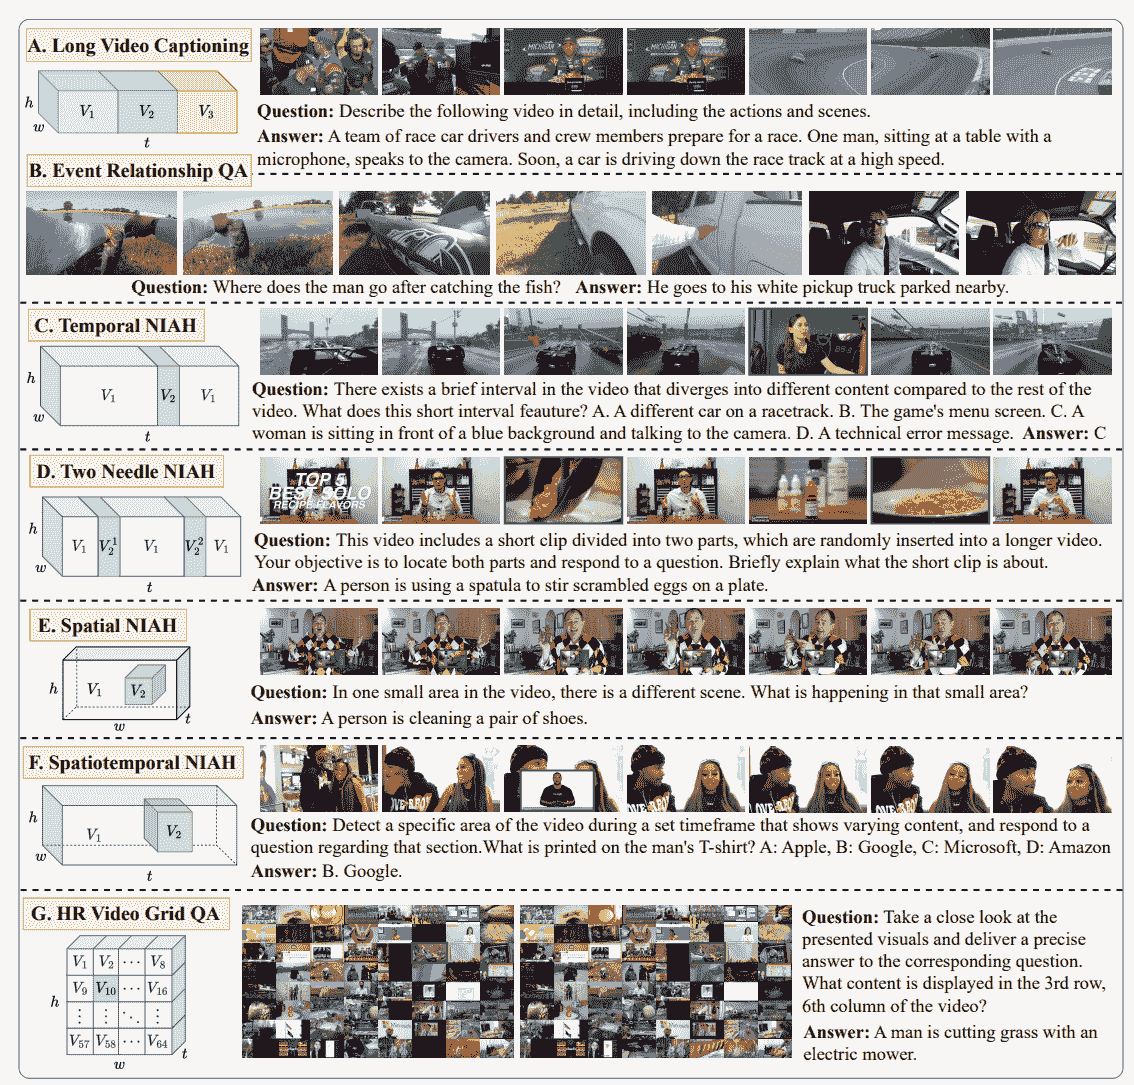 A. Long Video Captioning
h
w
V1
V2
V3
t
MICHIGAN
MICHIGAN
Question: Describe the following video in detail, including the actions and scenes.
Answer: A team of race car drivers and crew members prepare for a race. One man, sitting at a table with a
microphone, speaks to the camera. Soon, a car is driving down the race track at a high speed.
B. Event Relationship QA
Question: Where does the man go after catching the fish? Answer: He goes to his white pickup truck parked nearby.
C. Temporal NIAH
h
w
V1
V2
V1
t
Question: There exists a brief interval in the video that diverges into different content compared to the rest of the
video. What does this short interval feauture? A. A different car on a racetrack. B. The game's menu screen. C. A
woman is sitting in front of a blue background and talking to the camera. D. A technical error message. Answer: C
D. Two Needle NIAH
h
w
V1
V2^1
V1
V2^2
V1
t
TOP 5
BEST SOLO
RECIPE FLAVORS
Question: This video includes a short clip divided into two parts, which are randomly inserted into a longer video.
Your objective is to locate both parts and respond to a question. Briefly explain what the short clip is about.
Answer: A person is using a spatula to stir scrambled eggs on a plate.
E. Spatial NIAH
h
V1
V2
w
t
Question: In one small area in the video, there is a different scene. What is happening in that small area?
Answer: A person is cleaning a pair of shoes.
F. Spatiotemporal NIAH
h
w
V1
V2
t
Question: Detect a specific area of the video during a set timeframe that shows varying content, and respond to a
question regarding that section.What is printed on the man's T-shirt? A: Apple, B: Google, C: Microsoft, D: Amazon
Answer: B. Google.
G. HR Video Grid QA
V1 V2 ··· V8
V9 V10 ··· V16
⋮ ⋮ ⋱ ⋮
V57 V58 ··· V64
h
w
t
Question: Take a close look at the
presented visuals and deliver a precise
answer to the corresponding question.
What content is displayed in the 3rd row,
6th column of the video?
Answer: A man is cutting grass with an
electric mower.